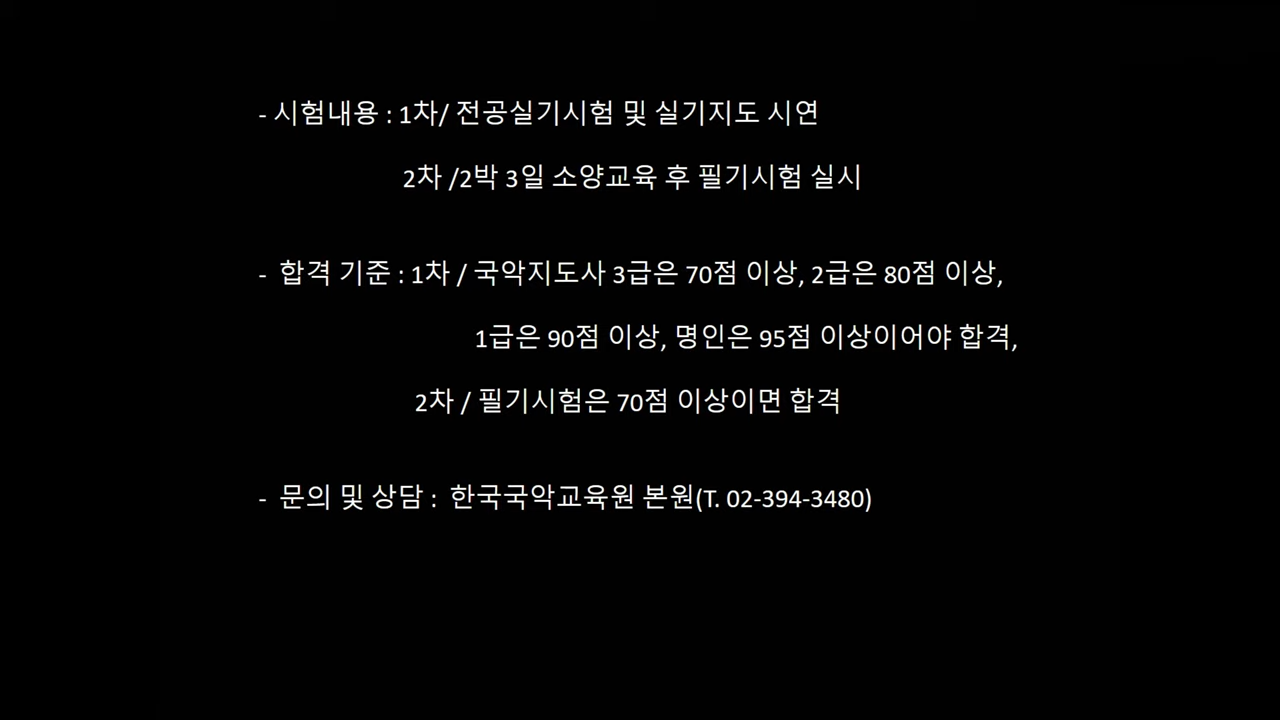 - 시험내용 : 1차/ 전공실기시험 및 실기지도 시연
2차 /2박 3일 소양교육 후 필기시험 실시
- 합격 기준 : 1차 / 국악지도사 3급은 70점 이상, 2급은 80점 이상,
1급은 90점 이상, 명인은 95점 이상이어야 합격,
2차 / 필기시험은 70점 이상이면 합격
- 문의 및 상담 : 한국국악교육원 본원(T. 02-394-3480)